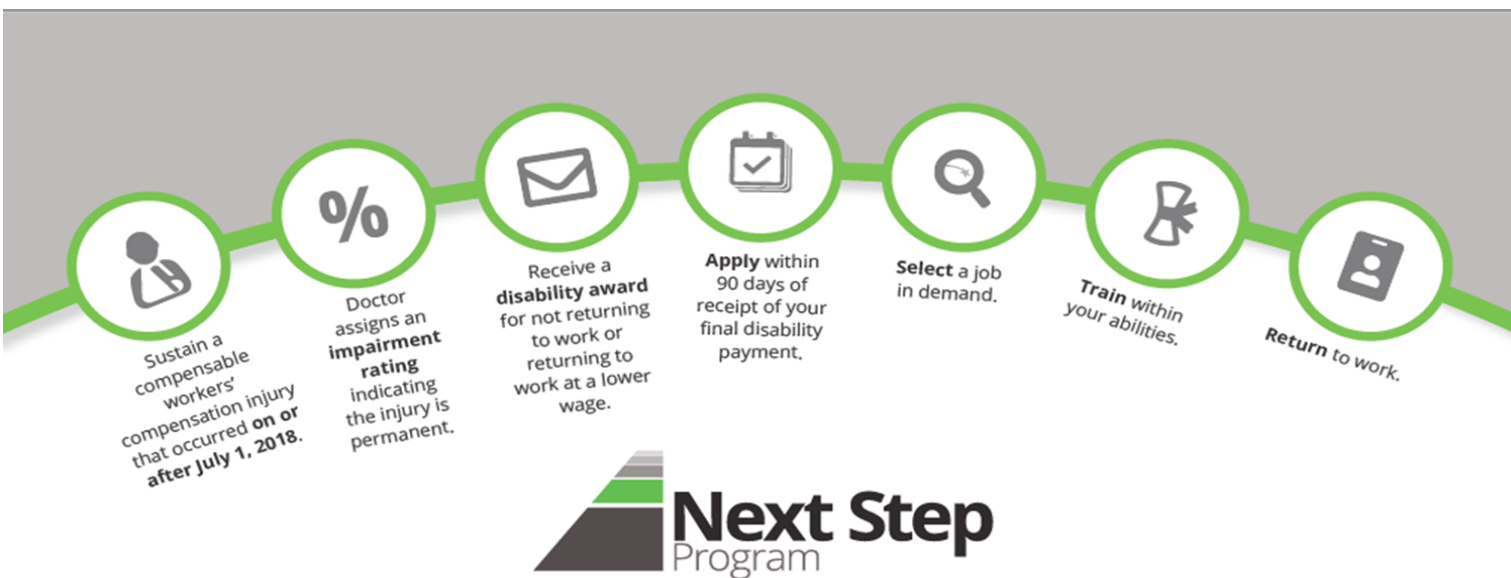 Sustain a
compensable
workers'
compensation injury
that occurred on or
after July 1, 2018.
%
Doctor
assigns an
impairment
rating
indicating
the injury is
permanent.
Receive a
disability award
for not returning
to work or
returning to
work at a lower
wage.
Apply within
90 days of
receipt of your
final disability
payment.
Select a job
in demand.
Train within
your abilities.
Return to work.
Next Step
Program